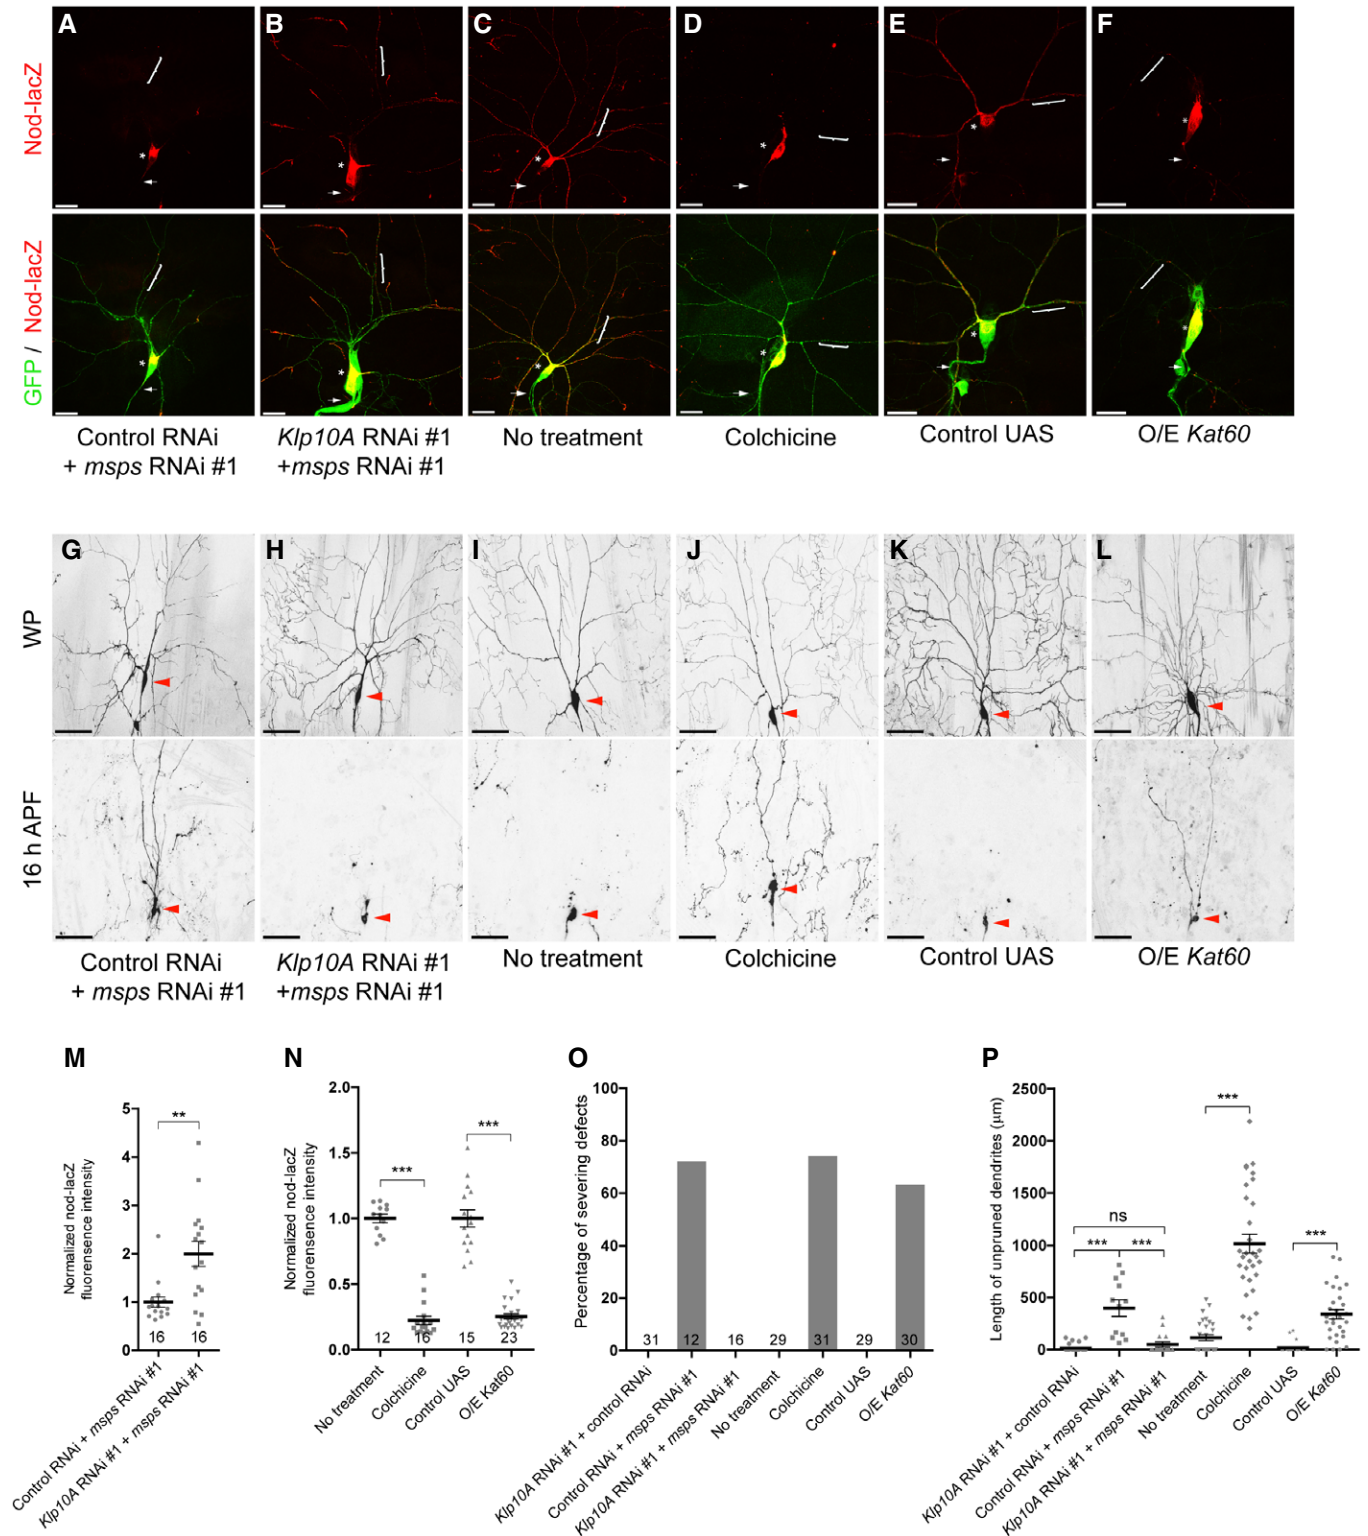 A B C D E F
Nod-lacZ
GFP / Nod-lacZ
Control RNAi
+ msps RNAi #1
Klp10A RNAi #1
+msps RNAi #1
No treatment
Colchicine
Control UAS
O/E Kat60
G H I J K L
WP
16 h APF
Control RNAi
+ msps RNAi #1
Klp10A RNAi #1
+msps RNAi #1
No treatment
Colchicine
Control UAS
O/E Kat60
M
Normalized nod-lacZ
fluorensence intensity
5
4
3
2
1
0
**
16 16
Control RNAi + msps RNAi #1
Klp10A RNAi #1 + msps RNAi #1
N
Normalized nod-lacZ
fluorensence intensity
2.0
1.5
1.0
0.5
0.0
***
***
12 16 15 23
No treatment
Colchicine
Control UAS
O/E Kat60
O
Percentage of severing defects
100
80
60
40
20
0
31 12 16 29 31 29 30
Klp10A RNAi #1 + control RNAi
Control RNAi + msps RNAi #1
Klp10A RNAi #1 + msps RNAi #1
No treatment
Colchicine
Control UAS
O/E Kat60
P
Length of unpruned dendrites (μm)
2500
2000
1500
1000
500
0
ns
*** ***
***
***
Klp10A RNAi #1 + control RNAi
Control RNAi + msps RNAi #1
Klp10A RNAi #1 + msps RNAi #1
No treatment
Colchicine
Control UAS
O/E Kat60